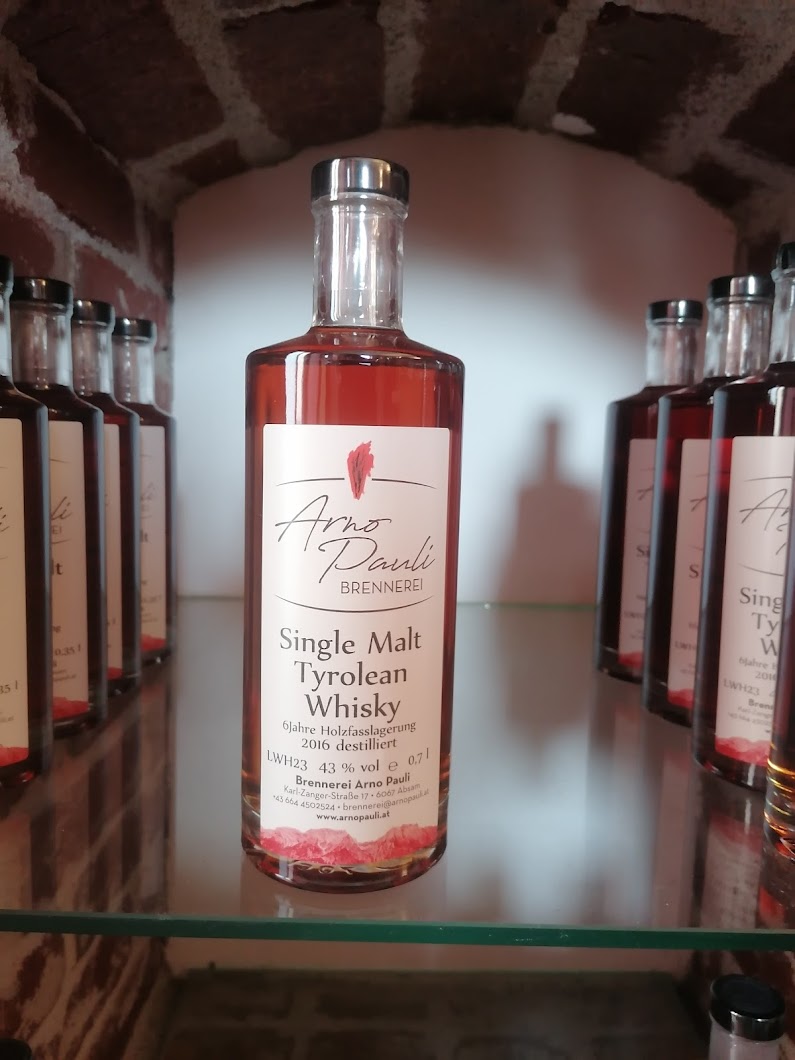 Arno
Pauli
BRENNEREI
Single Malt
Tyrolean
Whisky
6Jahre Holzfasslagerung
2016 destilliert
LWH23 43 % vol ℮ 0,7 l
Brennerei Arno Pauli
Karl-Zanger-Straße 17 • 6067 Absam
+43 664 4502524 • brennerei@arnopauli.at
www.arnopauli.at